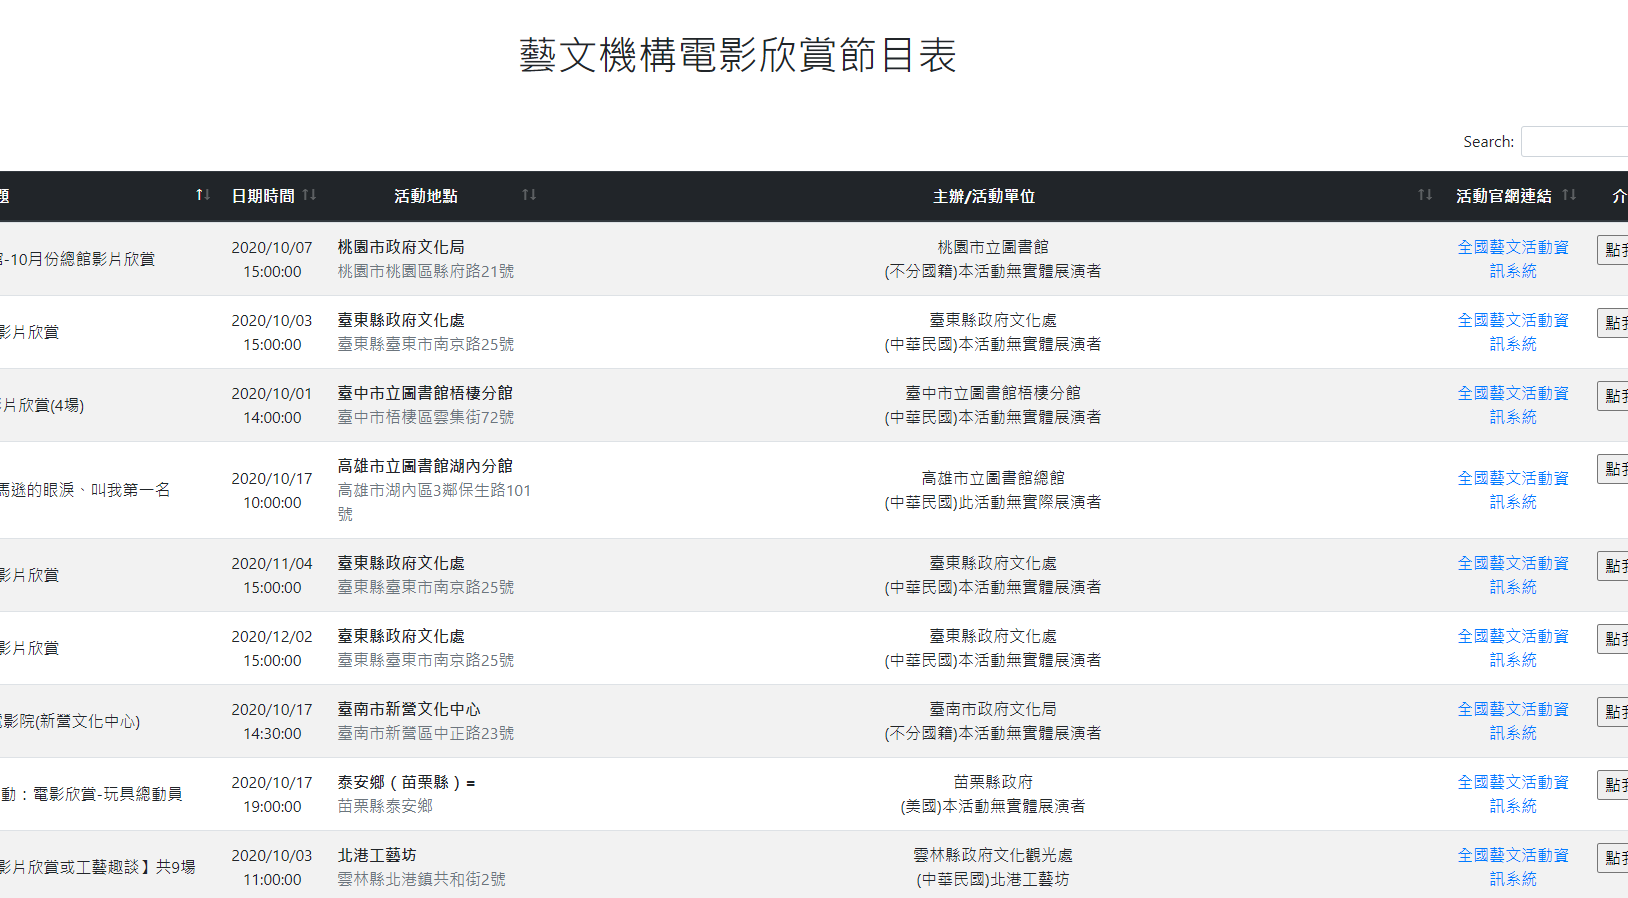 藝文機構電影欣賞節目表
Search:
題 日期時間 活動地點 主辦/活動單位 活動官網連結 介
2020/10/07 桃園市政府文化局 桃園市立圖書館 全國藝文活動資
-10月份總館影片欣賞 點我
15:00:00 桃園市桃園區縣府路21號 (不分國籍)本活動無實體展演者 訊系統
2020/10/03 臺東縣政府文化處 臺東縣政府文化處 全國藝文活動資
影片欣賞 點我
15:00:00 臺東縣臺東市南京路25號 (中華民國)本活動無實體展演者 訊系統
2020/10/01 臺中市立圖書館梧棲分館 臺中市立圖書館梧棲分館 全國藝文活動資
片欣賞(4場) 點我
14:00:00 臺中市梧棲區雲集街72號 (中華民國)本活動無實體展演者 訊系統
高雄市立圖書館湖內分館 點我
2020/10/17 高雄市立圖書館總館 全國藝文活動資
馬遜的眼淚、叫我第一名 高雄市湖內區3鄰保生路101
10:00:00 (中華民國)此活動無實際展演者 訊系統
號
2020/11/04 臺東縣政府文化處 臺東縣政府文化處 全國藝文活動資
影片欣賞 點我
15:00:00 臺東縣臺東市南京路25號 (中華民國)本活動無實體展演者 訊系統
2020/12/02 臺東縣政府文化處 臺東縣政府文化處 全國藝文活動資
影片欣賞 點我
15:00:00 臺東縣臺東市南京路25號 (中華民國)本活動無實體展演者 訊系統
2020/10/17 臺南市新營文化中心 臺南市政府文化局 全國藝文活動資
影院(新營文化中心) 點我
14:30:00 臺南市新營區中正路23號 (不分國籍)本活動無實體展演者 訊系統
2020/10/17 泰安鄉（苗栗縣）= 苗栗縣政府 全國藝文活動資
動：電影欣賞-玩具總動員 點我
19:00:00 苗栗縣泰安鄉 (美國)本活動無實體展演者 訊系統
2020/10/03 北港工藝坊 雲林縣政府文化觀光處 全國藝文活動資
影片欣賞或工藝趣談】共9場 點我
11:00:00 雲林縣北港鎮共和街2號 (中華民國)北港工藝坊 訊系統